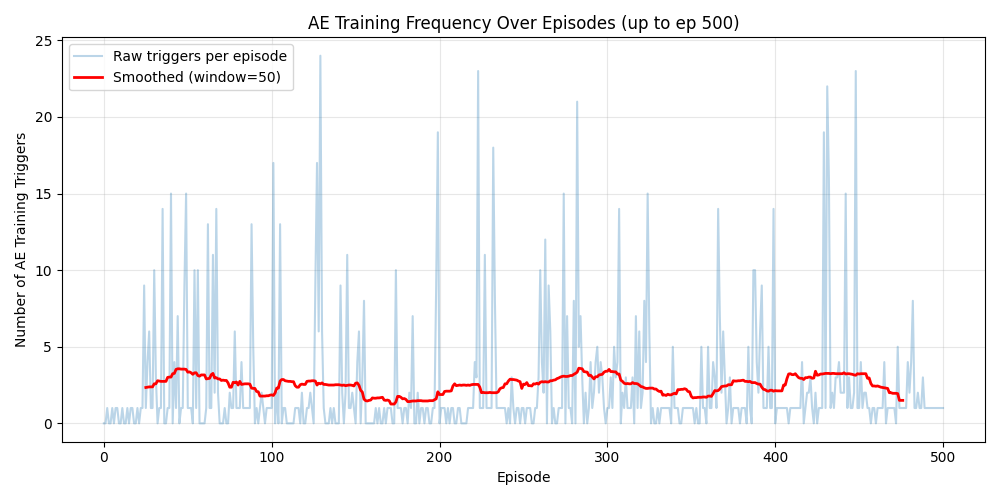 AE Training Frequency Over Episodes (up to ep 500)
Raw triggers per episode
Smoothed (window=50)
Number of AE Training Triggers
25
20
15
10
5
0
0 100 200 300 400 500
Episode